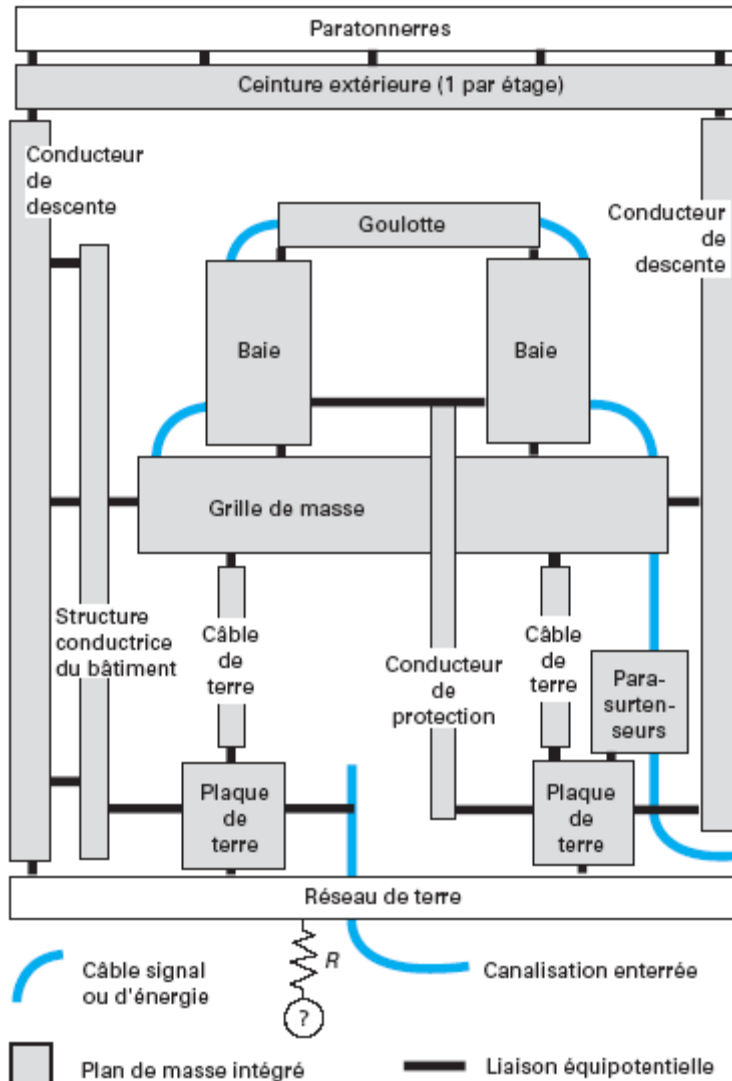 Paratonnerres
Ceinture extérieure (1 par étage)
Conducteur
de
descente
Goulotte
Conducteur
de
descente
Baie
Baie
Grille de masse
Structure
conductrice
du bâtiment
Câble
de
terre
Conducteur
de
protection
Câble
de
terre
Para-
surten-
seurs
Plaque
de
terre
Plaque
de
terre
Réseau de terre
R
?
Câble signal
ou d'énergie
Canalisation enterrée
Plan de masse intégré
Liaison équipotentielle